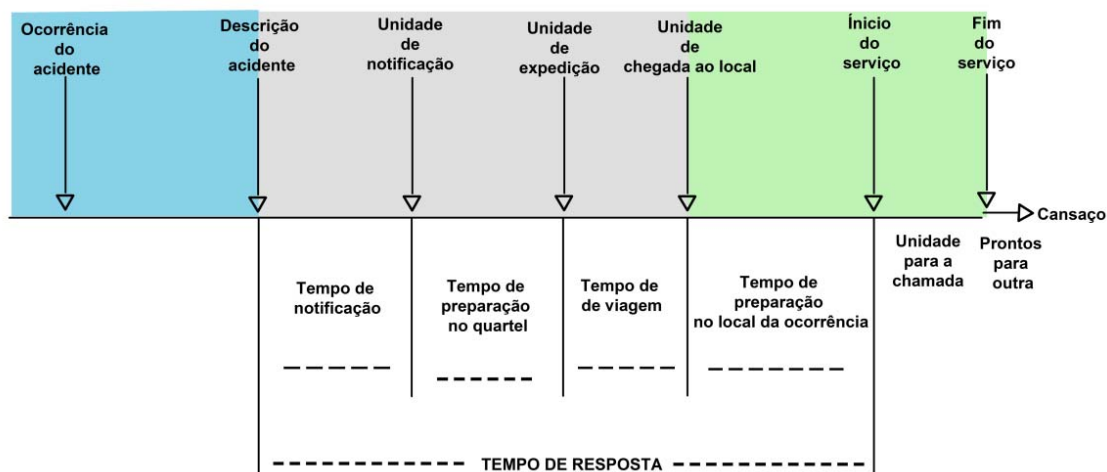 Ocorrência
do
acidente
Descrição
do
acidente
Unidade
de
notificação
Unidade
de
expedição
Unidade
de
chegada ao local
Ínicio
do
serviço
Fim
do
serviço
Cansaço
Tempo de
notificação
Tempo de
preparação
no quartel
Tempo de
de viagem
Tempo de
preparação
no local da ocorrência
Unidade
para a
chamada
Prontos
para
outra
TEMPO DE RESPOSTA